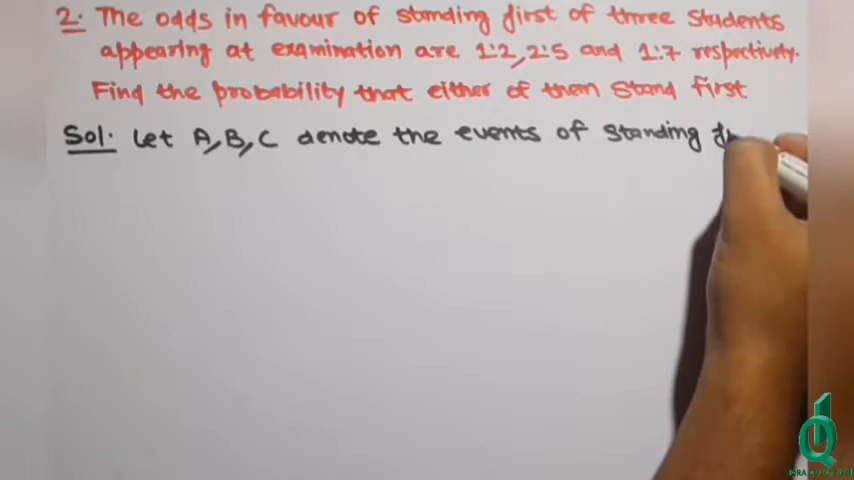 2. The odds in favour of standing first of three students
appearing at examination are 1:2, 2:5 and 1:7 respectively.
Find the probability that either of them stand first
Sol. Let A, B, C denote the events of standing